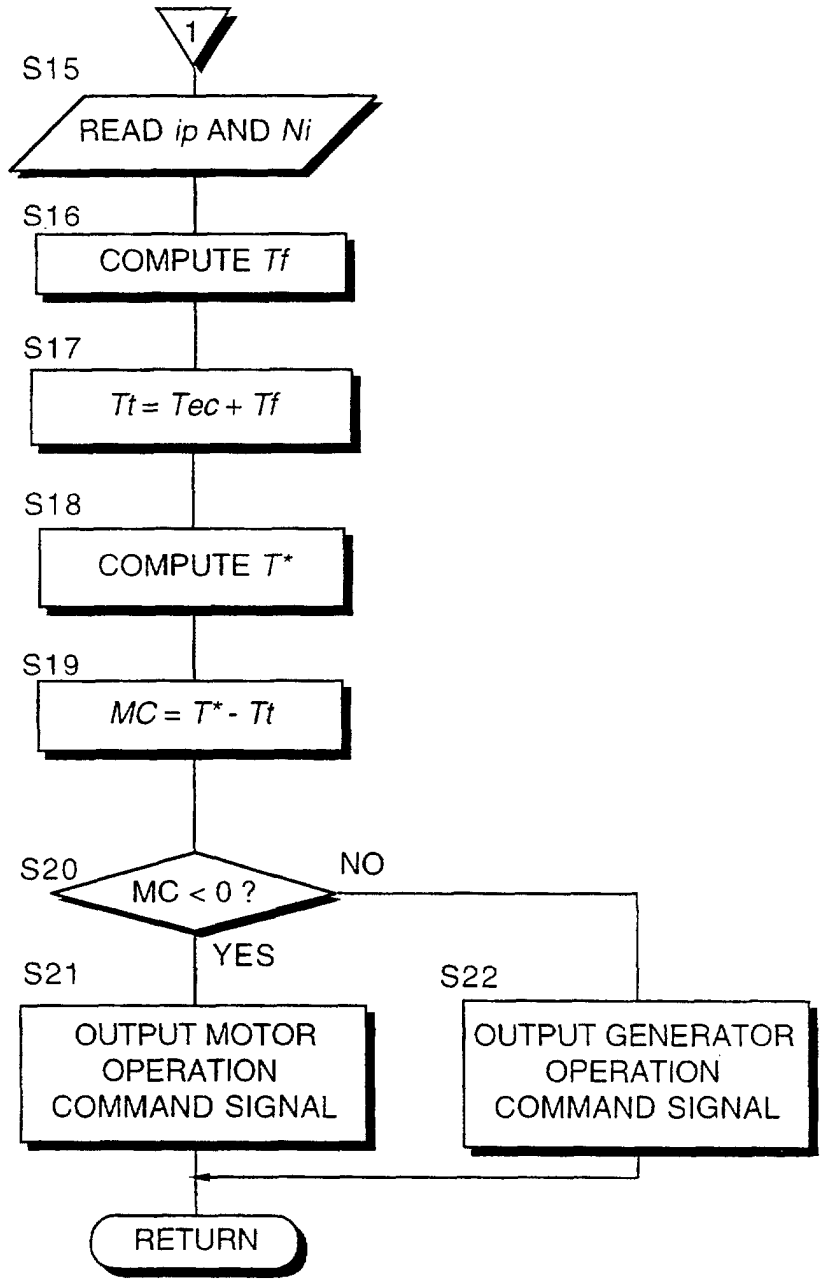 1
S15
READ ip AND Ni
S16
COMPUTE Tf
S17
Tt = Tec + Tf
S18
COMPUTE T*
S19
MC = T* - Tt
S20
MC < 0 ?
NO
YES
S21
OUTPUT MOTOR
OPERATION
COMMAND SIGNAL
S22
OUTPUT GENERATOR
OPERATION
COMMAND SIGNAL
RETURN